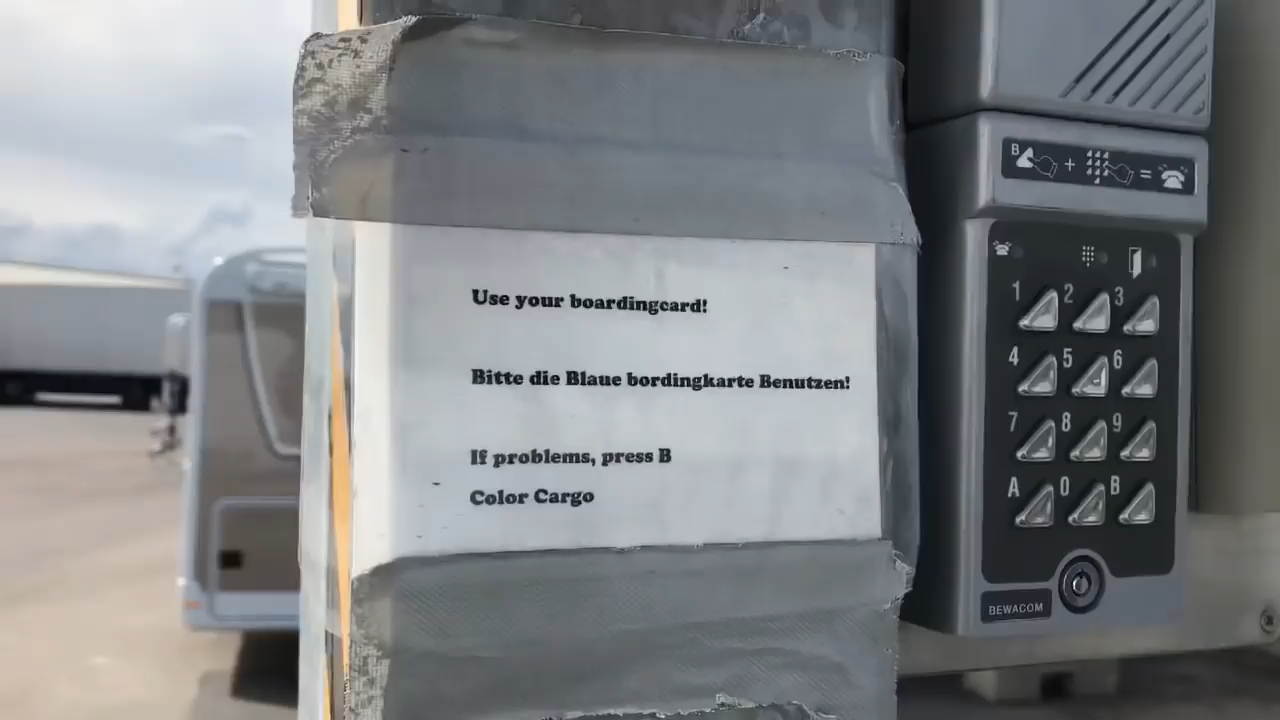 Use your boardingcard!
Bitte die Blaue bordingkarte Benutzen!
If problems, press B
Color Cargo
B + =
1 2 3
4 5 6
7 8 9
A 0 B
BEWACOM